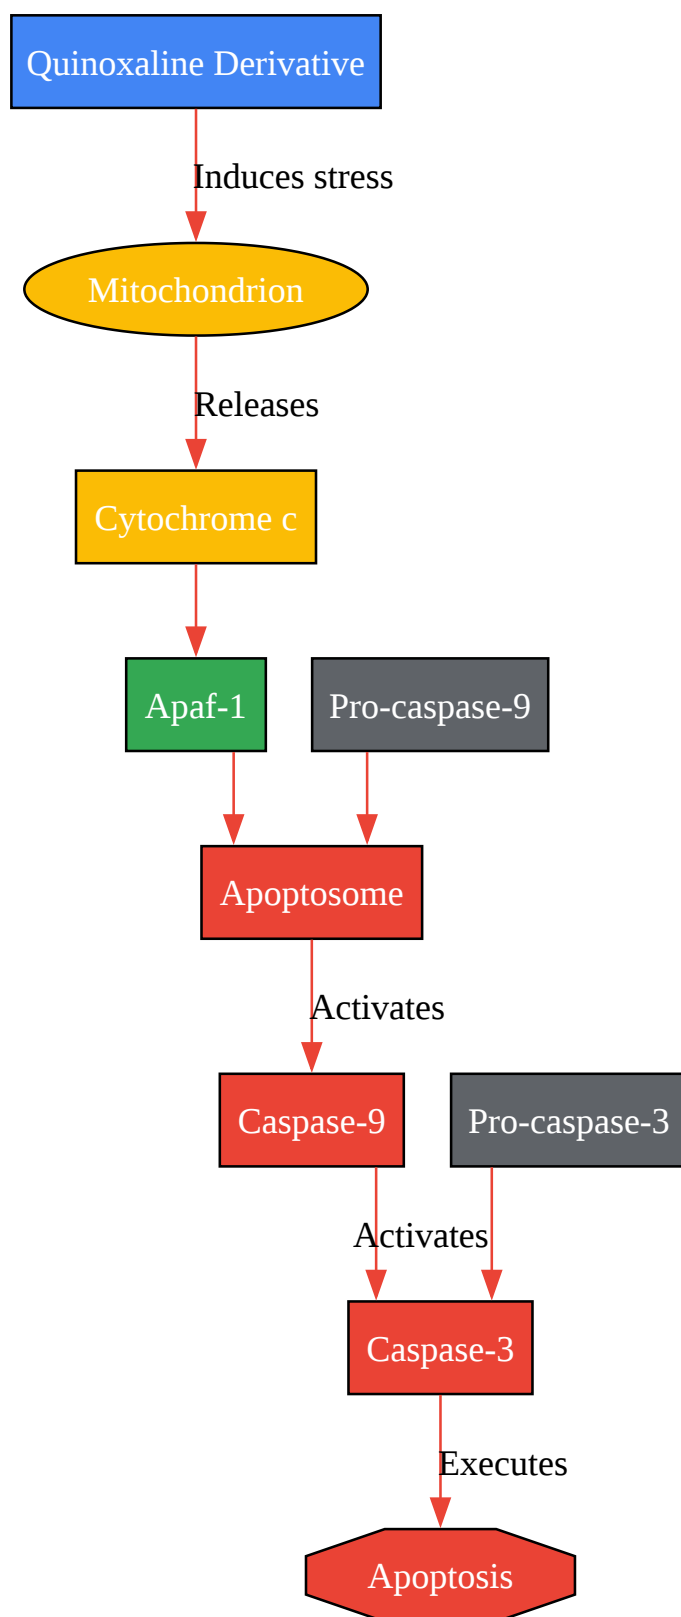 Quinoxaline Derivative
Induces stress
Mitochondrion
Releases
Cytochrome c
Apaf-1
Pro-caspase-9
Apoptosome
Activates
Caspase-9
Pro-caspase-3
Activates
Caspase-3
Executes
Apoptosis